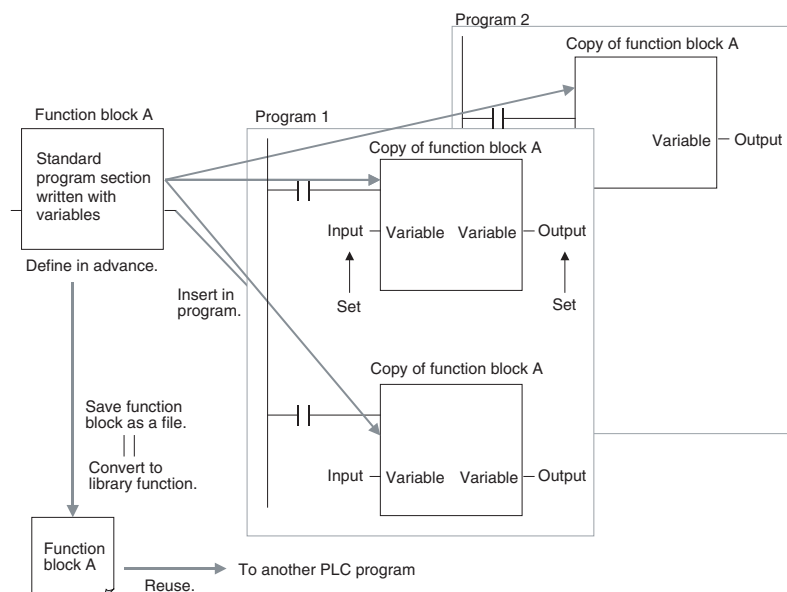 Program 2
Copy of function block A
Variable
Output
Function block A
Standard
program section
written with
variables
Define in advance.
Program 1
Copy of function block A
Input
Variable
Variable
Output
Set
Set
Insert in
program.
Copy of function block A
Input
Variable
Variable
Output
Save function
block as a file.
Convert to
library function.
Function
block A
Reuse.
To another PLC program